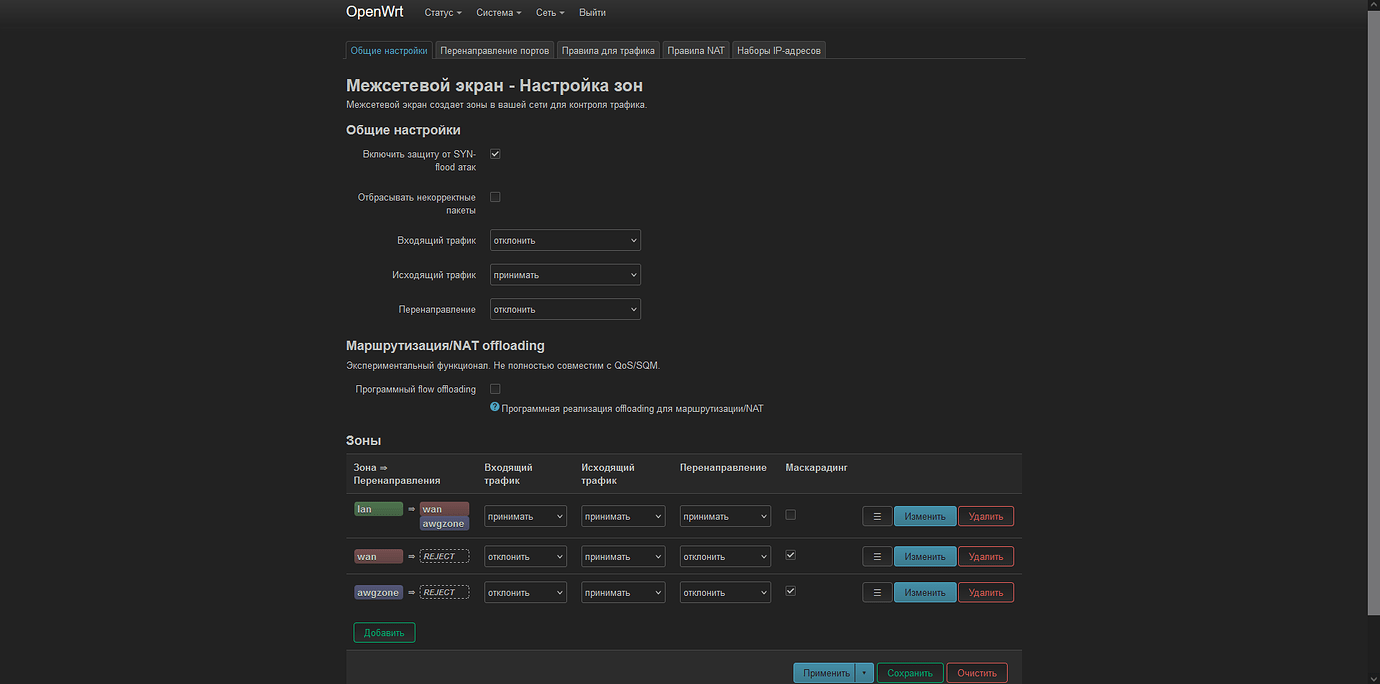 OpenWrt Статус Система Сеть Выйти
Общие настройки Перенаправление портов Правила для трафика Правила NAT Наборы IP-адресов
Межсетевой экран - Настройка зон
Межсетевой экран создает зоны в вашей сети для контроля трафика.
Общие настройки
Включить защиту от SYN-
flood атак
Отбрасывать некорректные
пакеты
Входящий трафик отклонить
Исходящий трафик принимать
Перенаправление отклонить
Маршрутизация/NAT offloading
Экспериментальный функционал. Не полностью совместим с QoS/SQM.
Программный flow offloading
Программная реализация offloading для маршрутизации/NAT
Зоны
Зона ⇒ Входящий Исходящий Перенаправление Маскарадинг
Перенаправления трафик трафик
lan ⇒ wan принимать принимать принимать Изменить Удалить
awgzone
wan ⇒ REJECT отклонить принимать отклонить Изменить Удалить
awgzone ⇒ REJECT отклонить принимать отклонить Изменить Удалить
Добавить
Применить Сохранить Очистить